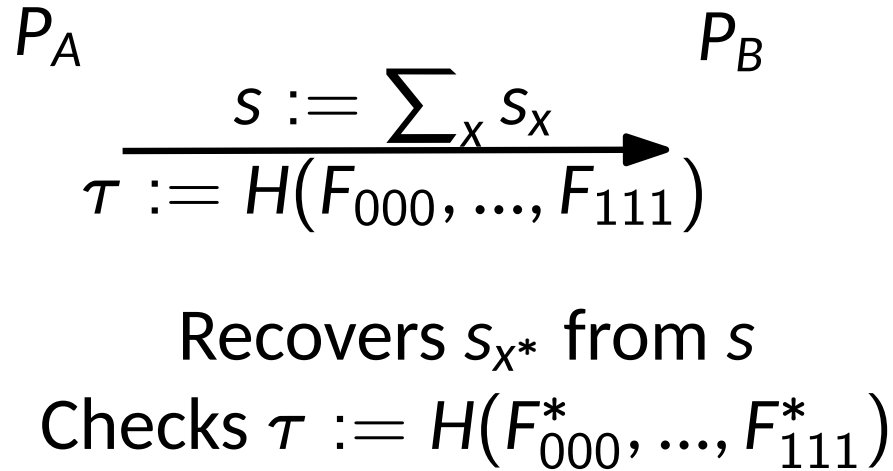 P_A P_B
s := ∑_x s_x
τ := H(F_000, ..., F_111)
Recovers s_x* from s
Checks τ := H(F*_000, ..., F*_111)